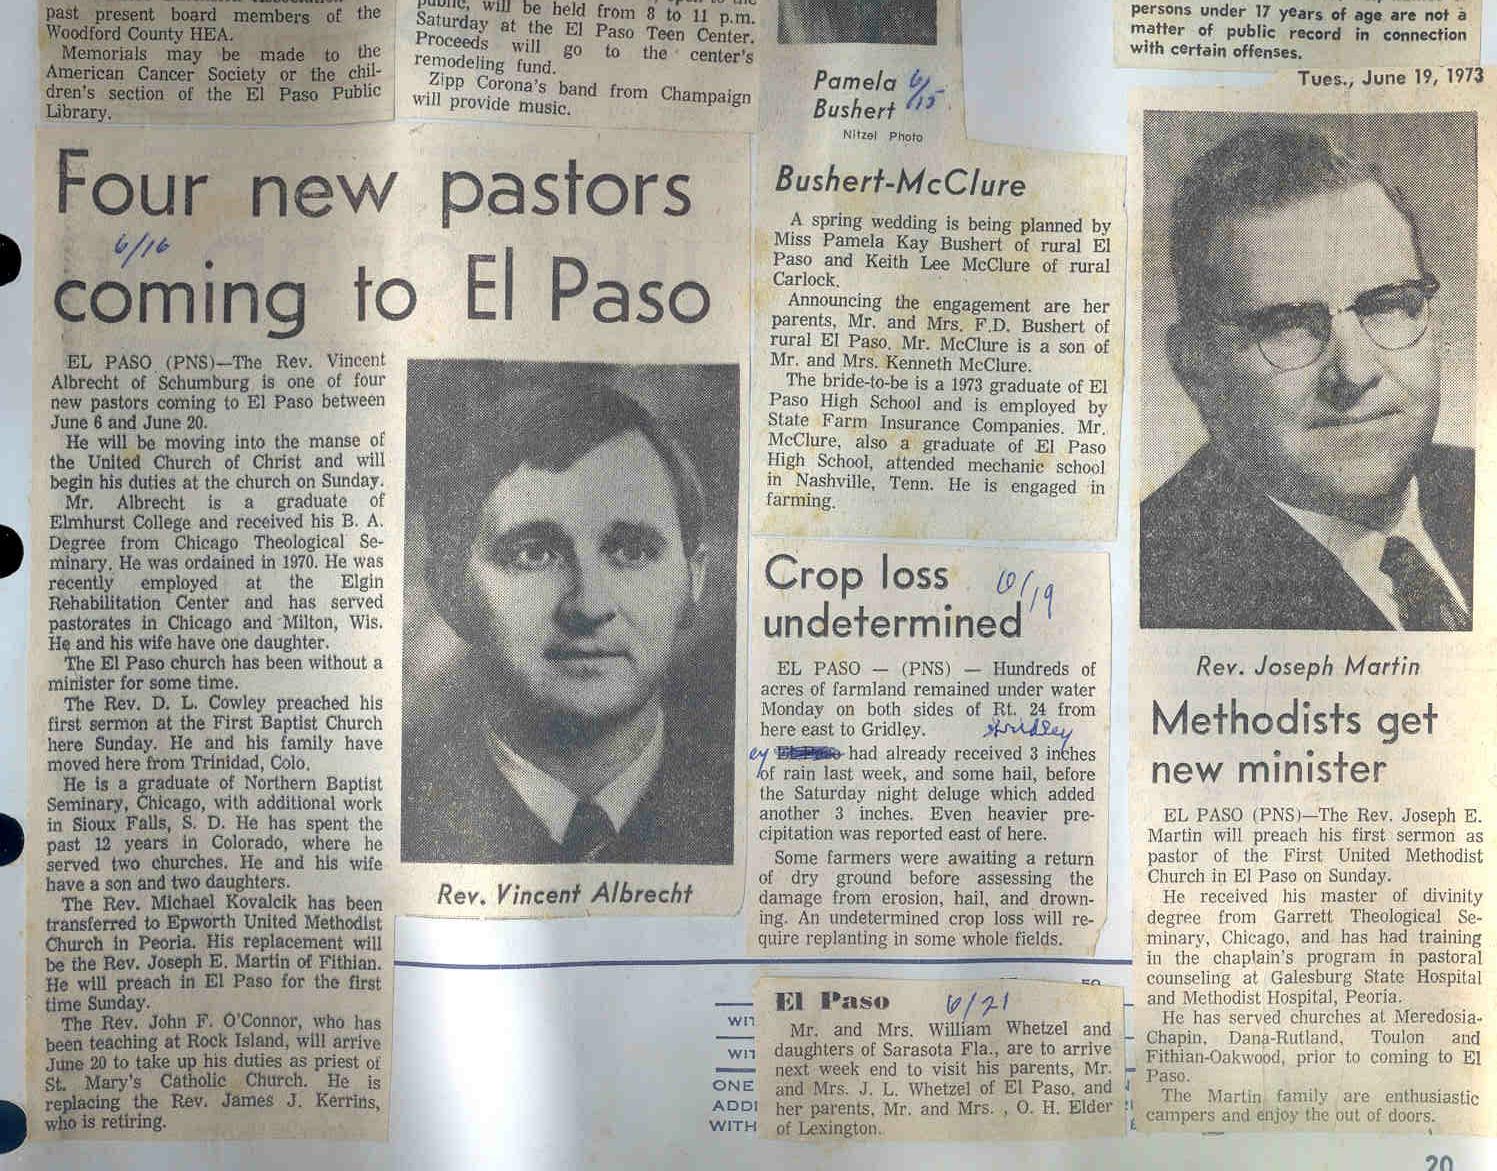 past present board members of the
Woodford County HEA.
Memorials may be made to the
American Cancer Society or the chil-
dren's section of the El Paso Public
Library.
public, will be held from 8 to 11 p.m.
Saturday at the El Paso Teen Center.
Proceeds will go to the center's
remodeling fund.
Zipp Corona's band from Champaign
will provide music.
Pamela
Bushert
6/15
Nitzel Photo
persons under 17 years of age are not a
matter of public record in connection
with certain offenses.
Tues., June 19, 1973
Four new pastors
6/16
coming to El Paso
EL PASO (PNS)—The Rev. Vincent
Albrecht of Schumburg is one of four
new pastors coming to El Paso between
June 6 and June 20.
He will be moving into the manse of
the United Church of Christ and will
begin his duties at the church on Sunday.
Mr. Albrecht is a graduate of
Elmhurst College and received his B. A.
Degree from Chicago Theological Se-
minary. He was ordained in 1970. He was
recently employed at the Elgin
Rehabilitation Center and has served
pastorates in Chicago and Milton, Wis.
He and his wife have one daughter.
The El Paso church has been without a
minister for some time.
The Rev. D. L. Cowley preached his
first sermon at the First Baptist Church
here Sunday. He and his family have
moved here from Trinidad, Colo.
He is a graduate of Northern Baptist
Seminary, Chicago, with additional work
in Sioux Falls, S. D. He has spent the
past 12 years in Colorado, where he
served two churches. He and his wife
have a son and two daughters.
The Rev. Michael Kovalcik has been
transferred to Epworth United Methodist
Church in Peoria. His replacement will
be the Rev. Joseph E. Martin of Fithian.
He will preach in El Paso for the first
time Sunday.
The Rev. John F. O'Connor, who has
been teaching at Rock Island, will arrive
June 20 to take up his duties as priest of
St. Mary's Catholic Church. He is
replacing the Rev. James J. Kerrins,
who is retiring.
Rev. Vincent Albrecht
Bushert-McClure
A spring wedding is being planned by
Miss Pamela Kay Bushert of rural El
Paso and Keith Lee McClure of rural
Carlock.
Announcing the engagement are her
parents, Mr. and Mrs. F.D. Bushert of
rural El Paso. Mr. McClure is a son of
Mr. and Mrs. Kenneth McClure.
The bride-to-be is a 1973 graduate of El
Paso High School and is employed by
State Farm Insurance Companies. Mr.
McClure, also a graduate of El Paso
High School, attended mechanic school
in Nashville, Tenn. He is engaged in
farming.
Crop loss
6/19
undetermined
EL PASO — (PNS) — Hundreds of
acres of farmland remained under water
Monday on both sides of Rt. 24 from
here east to Gridley.
Gridley
had already received 3 inches
of rain last week, and some hail, before
the Saturday night deluge which added
another 3 inches. Even heavier pre-
cipitation was reported east of here.
Some farmers were awaiting a return
of dry ground before assessing the
damage from erosion, hail, and drown-
ing. An undetermined crop loss will re-
quire replanting in some whole fields.
El Paso
6/21
Mr. and Mrs. William Whetzel and
daughters of Sarasota Fla., are to arrive
next week end to visit his parents, Mr.
and Mrs. J. L. Whetzel of El Paso, and
her parents, Mr. and Mrs. , O. H. Elder
of Lexington.
ONE
WITH
Rev. Joseph Martin
Methodists get
new minister
EL PASO (PNS)—The Rev. Joseph E.
Martin will preach his first sermon as
pastor of the First United Methodist
Church in El Paso on Sunday.
He received his master of divinity
degree from Garrett Theological Se-
minary, Chicago, and has had training
in the chaplain's program in pastoral
counseling at Galesburg State Hospital
and Methodist Hospital, Peoria.
He has served churches at Meredosia-
Chapin, Dana-Rutland, Toulon and
Fithian-Oakwood, prior to coming to El
Paso.
The Martin family are enthusiastic
campers and enjoy the out of doors.
20